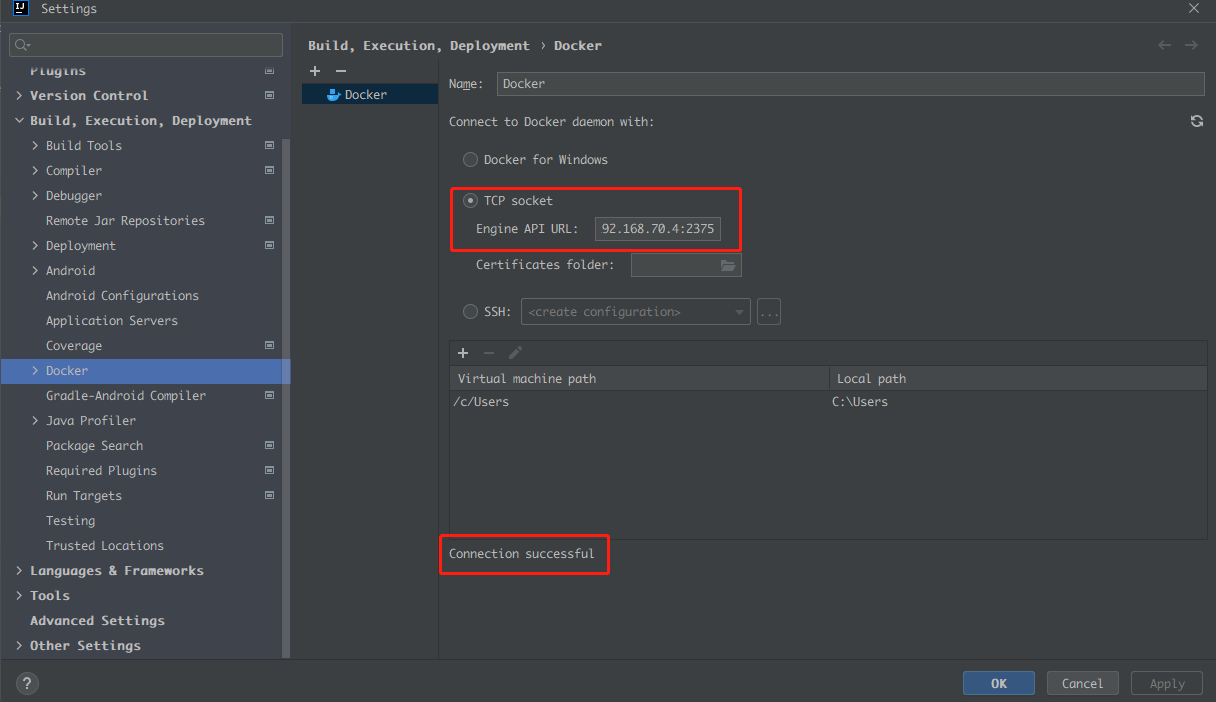 IJ
Settings
Build, Execution, Deployment › Docker
Plugins
Version Control
Build, Execution, Deployment
Build Tools
Compiler
Debugger
Remote Jar Repositories
Deployment
Android
Android Configurations
Application Servers
Coverage
Docker
Gradle-Android Compiler
Java Profiler
Package Search
Required Plugins
Run Targets
Testing
Trusted Locations
Languages & Frameworks
Tools
Advanced Settings
Other Settings
Docker
Name: Docker
Connect to Docker daemon with:
Docker for Windows
TCP socket
Engine API URL: 92.168.70.4:2375
Certificates folder:
SSH: <create configuration> ...
Virtual machine path Local path
/c/Users C:\Users
Connection successful
? OK Cancel Apply